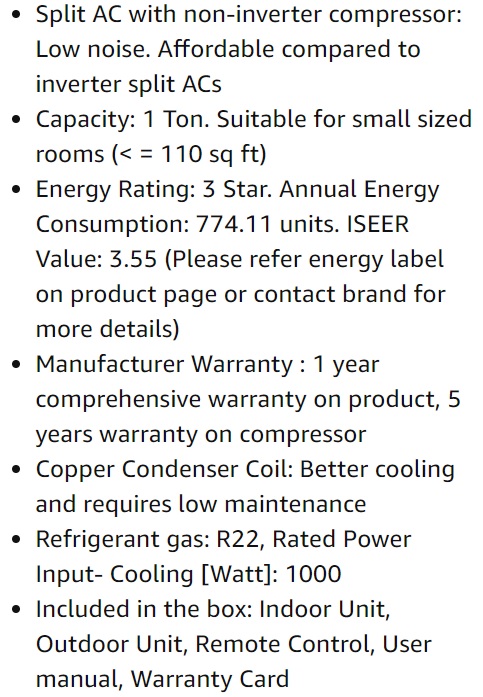 • Split AC with non-inverter compressor:
Low noise. Affordable compared to
inverter split ACs
• Capacity: 1 Ton. Suitable for small sized
rooms (< = 110 sq ft)
• Energy Rating: 3 Star. Annual Energy
Consumption: 774.11 units. ISEER
Value: 3.55 (Please refer energy label
on product page or contact brand for
more details)
• Manufacturer Warranty : 1 year
comprehensive warranty on product, 5
years warranty on compressor
• Copper Condenser Coil: Better cooling
and requires low maintenance
• Refrigerant gas: R22, Rated Power
Input- Cooling [Watt]: 1000
• Included in the box: Indoor Unit,
Outdoor Unit, Remote Control, User
manual, Warranty Card